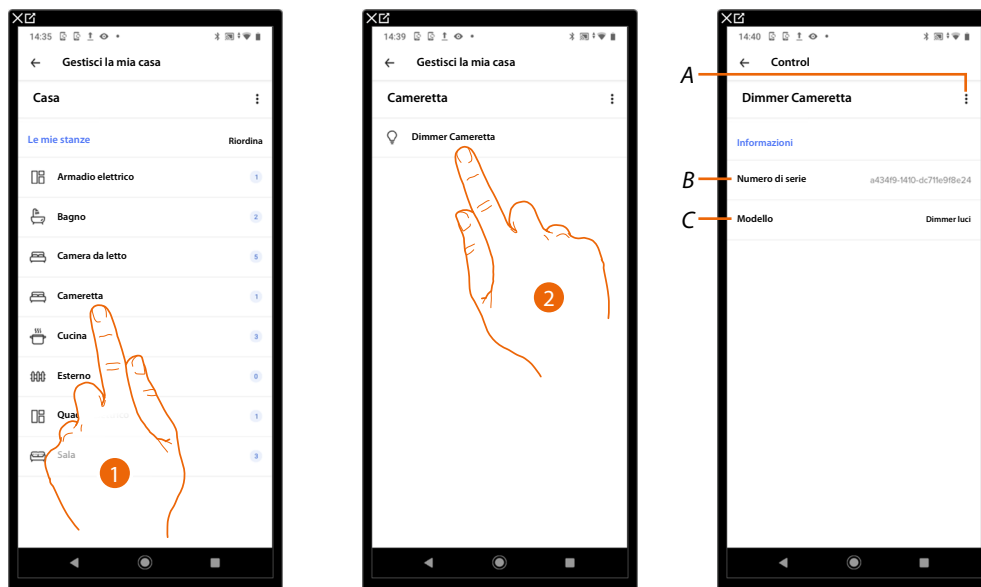 14:35
Gestisci la mia casa
Casa
Le mie stanze Riordina
Armadio elettrico 1
Bagno 2
Camera da letto 5
Cameretta 1
Cucina 3
Esterno 0
1
Sala 3
1
14:39
Gestisci la mia casa
Cameretta
Dimmer Cameretta
2
14:40
Control
A
Dimmer Cameretta
Informazioni
B Numero di serie a434f9-1410-dc711e9f8e24
C Modello Dimmer luci